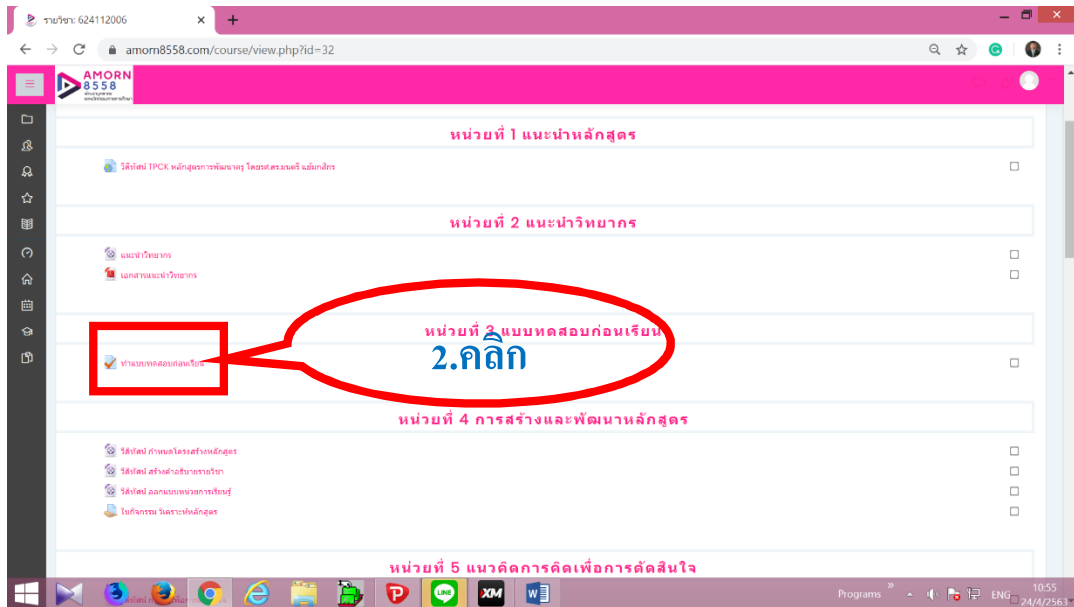 รายวิชา: 624112006
amorn8558.com/course/view.php?id=32
AMORN
8558
หน่วยที่ 1 แนะนำหลักสูตร
วิดีทัศน์ TPCK หลักสูตรการพัฒนาครู โดยรศ.ดร.มนตรี แย้มกสิกร
หน่วยที่ 2 แนะนำวิทยากร
แนะนำวิทยากร
เอกสารแนะนำวิทยากร
หน่วยที่ 3 แบบทดสอบก่อนเรียน
2.คลิก
ทำแบบทดสอบก่อนเรียน
หน่วยที่ 4 การสร้างและพัฒนาหลักสูตร
วิดีทัศน์ กำหนดโครงสร้างหลักสูตร
วิดีทัศน์ สร้างคำอธิบายรายวิชา
วิดีทัศน์ ออกแบบหน่วยการเรียนรู้
ใบกิจกรรม วิเคราะห์หลักสูตร
หน่วยที่ 5 แนวคิดการคิดเพื่อการตัดสินใจ
LINE
XM
Programs
ENG
10:55
24/4/2563